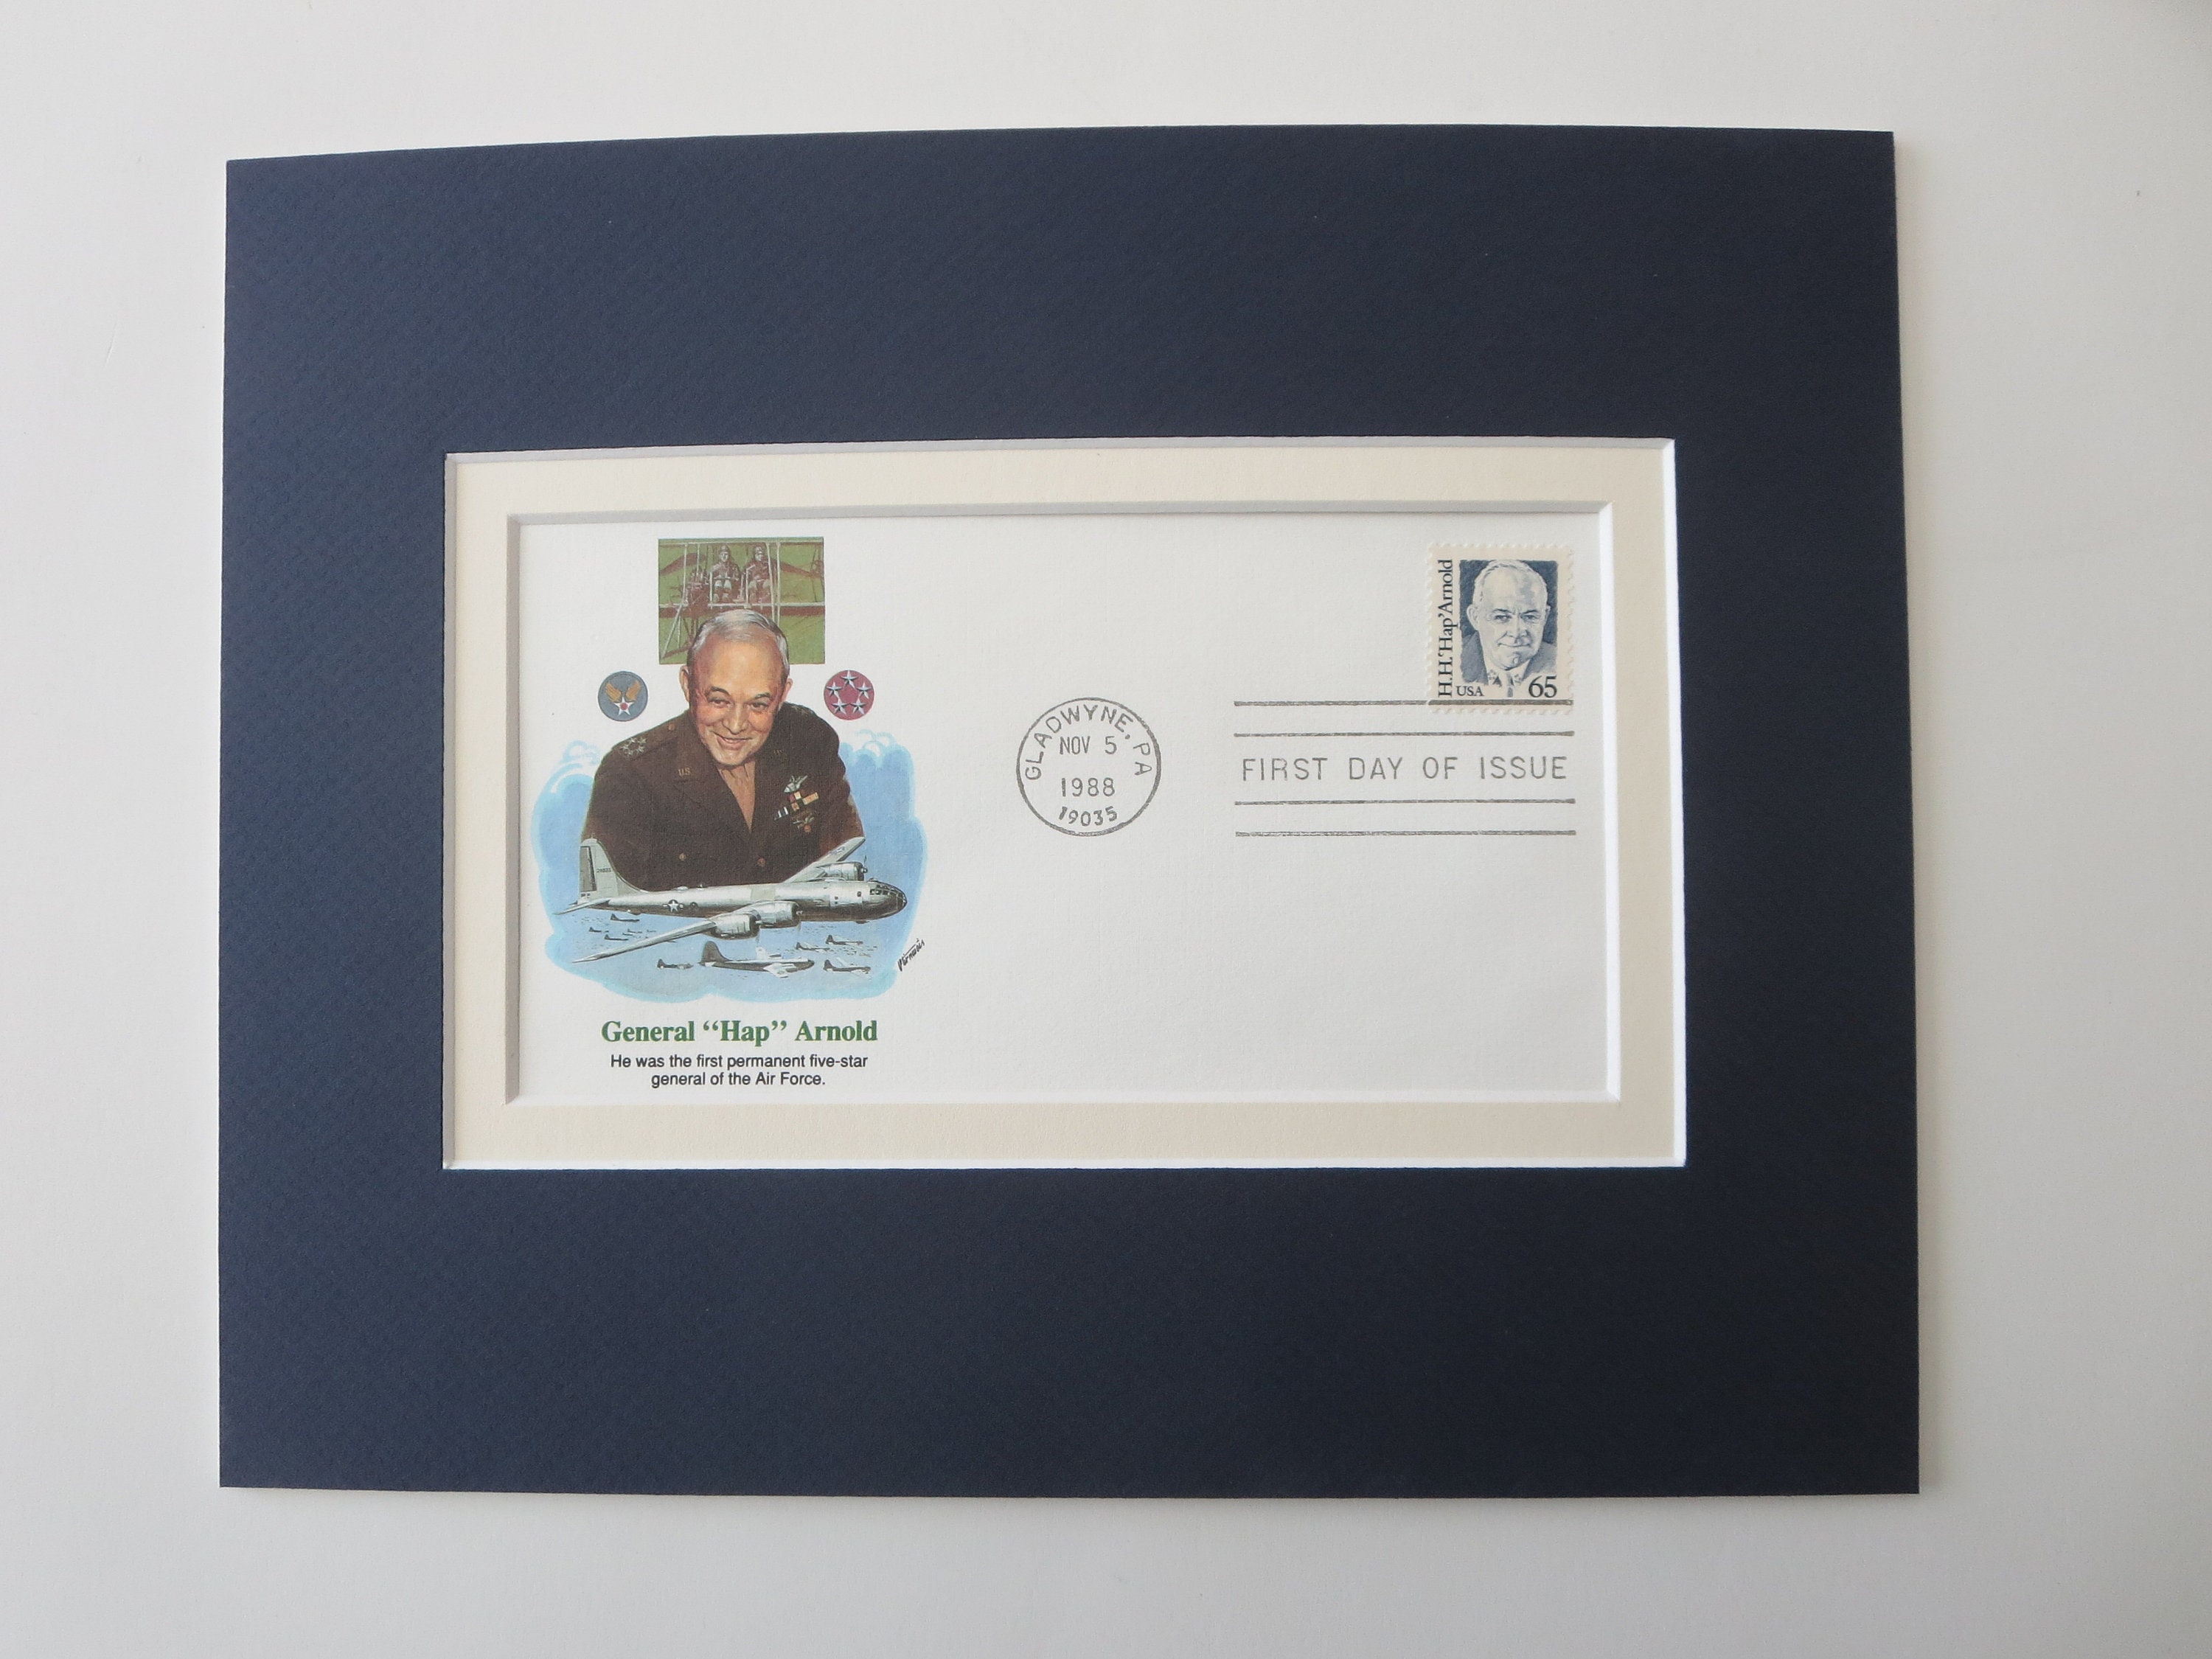 H.H.'Hap'Arnold
USA 65
GLADWYNE, PA
NOV 5
1988
19035
FIRST DAY OF ISSUE
U.S.
General “Hap” Arnold
He was the first permanent five-star
general of the Air Force.